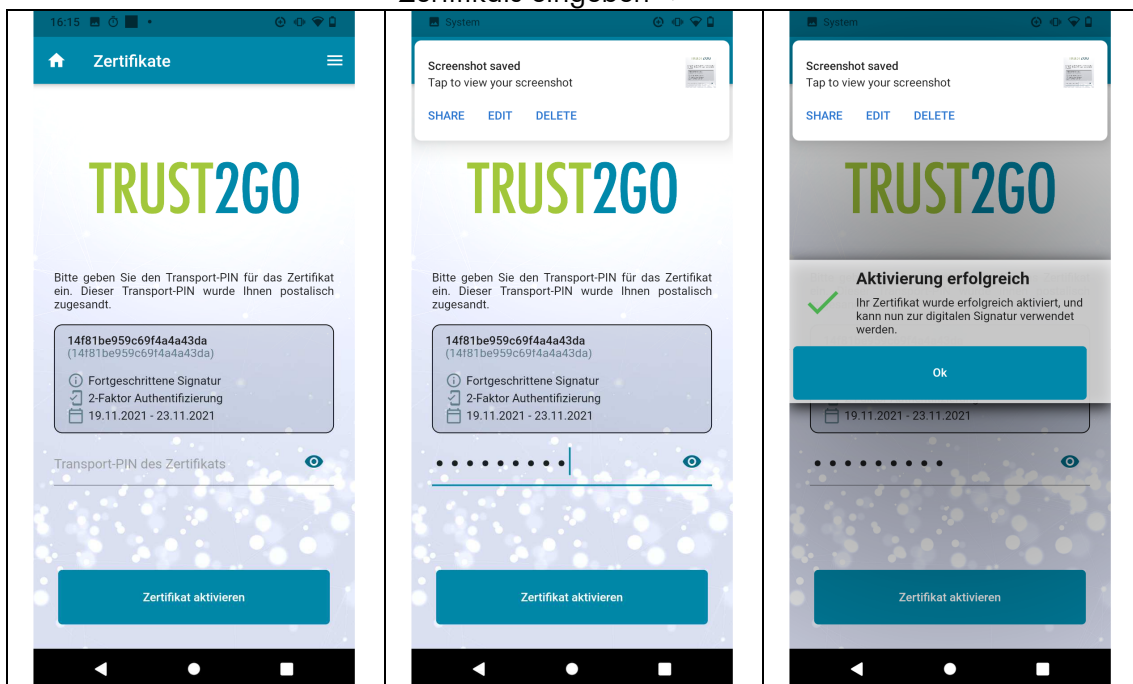 Zertifikats eingeben
16:15
Zertifikate
TRUST2GO
Bitte geben Sie den Transport-PIN für das Zertifikat
ein. Dieser Transport-PIN wurde Ihnen postalisch
zugesandt.
14f81be959c69f4a4a43da
(14f81be959c69f4a4a43da)
Fortgeschrittene Signatur
2-Faktor Authentifizierung
19.11.2021 - 23.11.2021
Transport-PIN des Zertifikats
Zertifikat aktivieren
System
Screenshot saved
Tap to view your screenshot
SHARE EDIT DELETE
TRUST2GO
Bitte geben Sie den Transport-PIN für das Zertifikat
ein. Dieser Transport-PIN wurde Ihnen postalisch
zugesandt.
14f81be959c69f4a4a43da
(14f81be959c69f4a4a43da)
Fortgeschrittene Signatur
2-Faktor Authentifizierung
19.11.2021 - 23.11.2021
Zertifikat aktivieren
System
Screenshot saved
Tap to view your screenshot
SHARE EDIT DELETE
TRUST2GO
Aktivierung erfolgreich
Ihr Zertifikat wurde erfolgreich aktiviert, und
kann nun zur digitalen Signatur verwendet
werden.
Ok
19.11.2021 - 23.11.2021
Zertifikat aktivieren